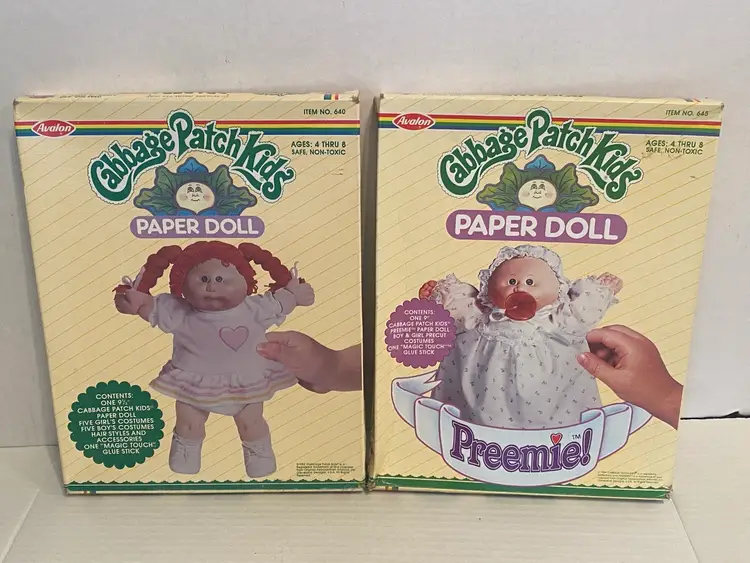 Avalon
ITEM NO. 640
Cabbage Patch Kids
AGES: 4 THRU 8
SAFE, NON-TOXIC
PAPER DOLL
CONTENTS:
ONE 9½"
CABBAGE PATCH KIDS
PAPER DOLL
FIVE GIRL'S COSTUMES
FIVE BOY'S COSTUMES
HAIR STYLES AND
ACCESSORIES
ONE "MAGIC TOUCH"
GLUE STICK
Avalon
ITEM NO. 645
Cabbage Patch Kids
AGES: 4 THRU 8
SAFE, NON-TOXIC
PAPER DOLL
CONTENTS:
ONE 9"
CABBAGE PATCH KIDS
PREEMIE™ PAPER DOLL
BOY & GIRL PRECUT
COSTUMES
ONE "MAGIC TOUCH"
GLUE STICK
Preemie!™